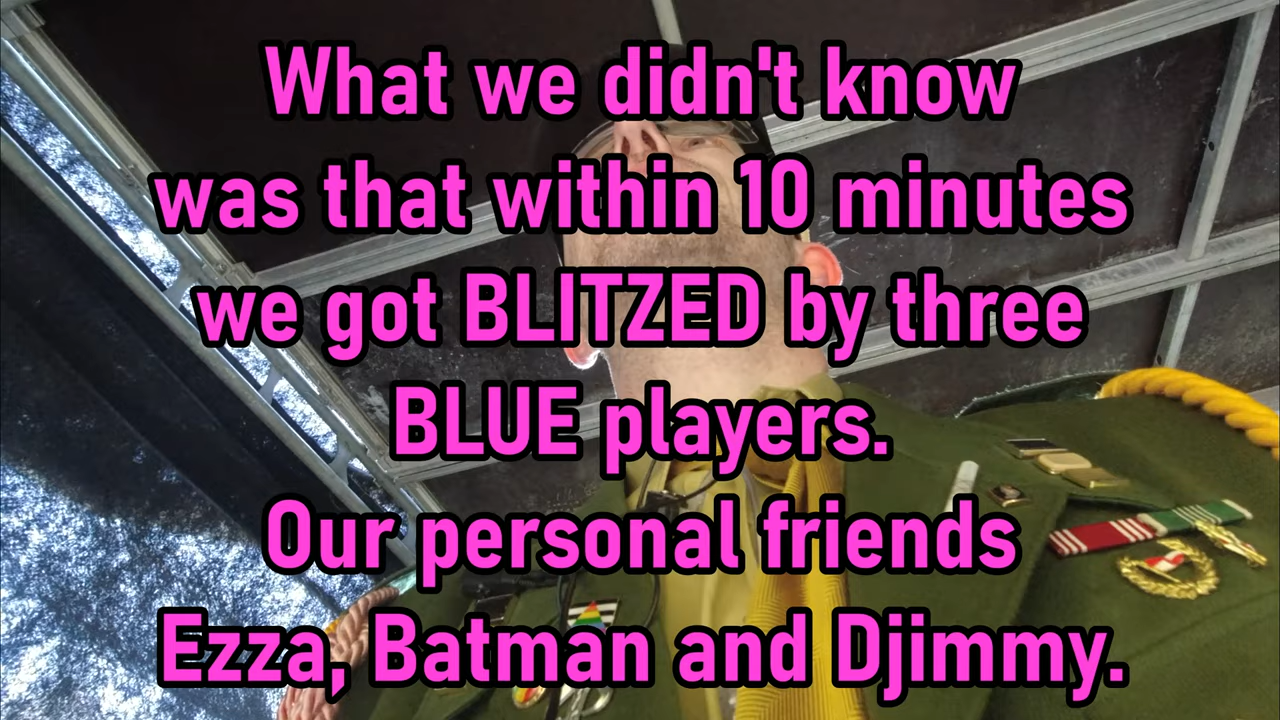 What we didn't know
was that within 10 minutes
we got BLITZED by three
BLUE players.
Our personal friends
Ezza, Batman and Djimmy.